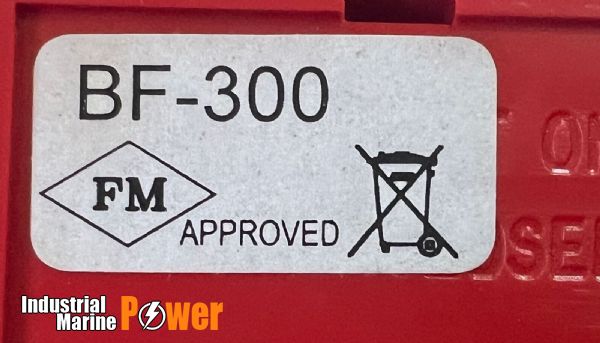 BF-300
FM
APPROVED
Industrial
Marine Power